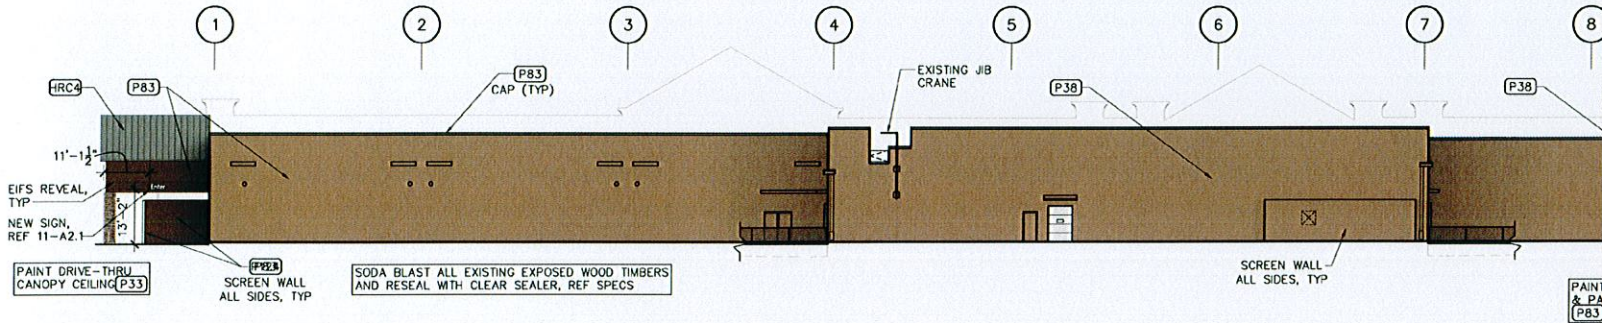 1
2
3
4
5
6
7
8
HRC4
P83
P83
CAP (TYP)
EXISTING JIB
CRANE
P38
P38
11'-1½"
EIFS REVEAL,
TYP
Enter
NEW SIGN,
REF 11-A2.1
13'-2"
SCREEN WALL
ALL SIDES, TYP
PAINT DRIVE-THRU
CANOPY CEILING P33
SODA BLAST ALL EXISTING EXPOSED WOOD TIMBERS
AND RESEAL WITH CLEAR SEALER, REF SPECS
SCREEN WALL
ALL SIDES, TYP
PAINT
& PA
P83